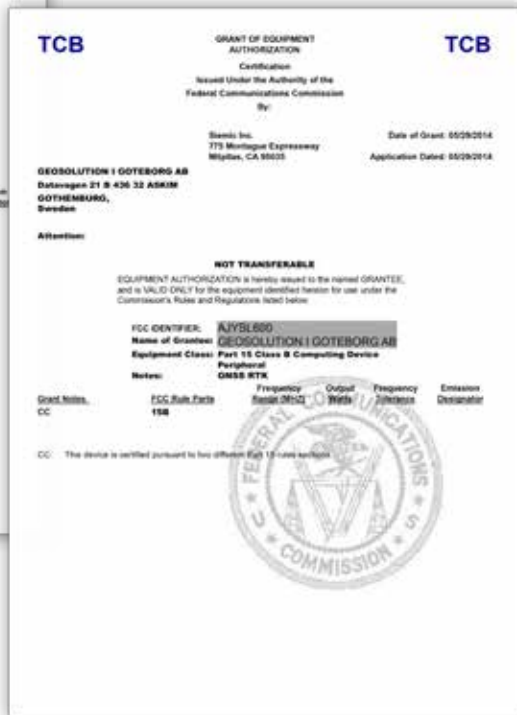 TCB
GRANT OF EQUIPMENT
AUTHORIZATION
TCB
Certification
Issued Under the Authority of the
Federal Communications Commission
By:
Siemic Inc.
775 Montague Expressway
Milpitas, CA 95035
Date of Grant: 05/29/2014
Application Dated: 05/29/2014
GEOSOLUTION I GOTEBORG AB
Datavagen 21 B 436 32 ASKIM
GOTHENBURG,
Sweden
Attention:
NOT TRANSFERABLE
EQUIPMENT AUTHORIZATION is hereby issued to the named GRANTEE,
and is VALID ONLY for the equipment identified hereon for use under the
Commission's Rules and Regulations listed below.
FCC IDENTIFIER: AJYSL600
Name of Grantee: GEOSOLUTION I GOTEBORG AB
Equipment Class: Part 15 Class B Computing Device
Peripheral
Notes: GNSS RTK
Grant Notes FCC Rule Parts Frequency Range (MHZ) Output Watts Frequency Tolerance Emission Designator
CC 15B
CC: This device is certified pursuant to two different Part 15 rules sections.
FEDERAL COMMUNICATIONS COMMISSION
U S